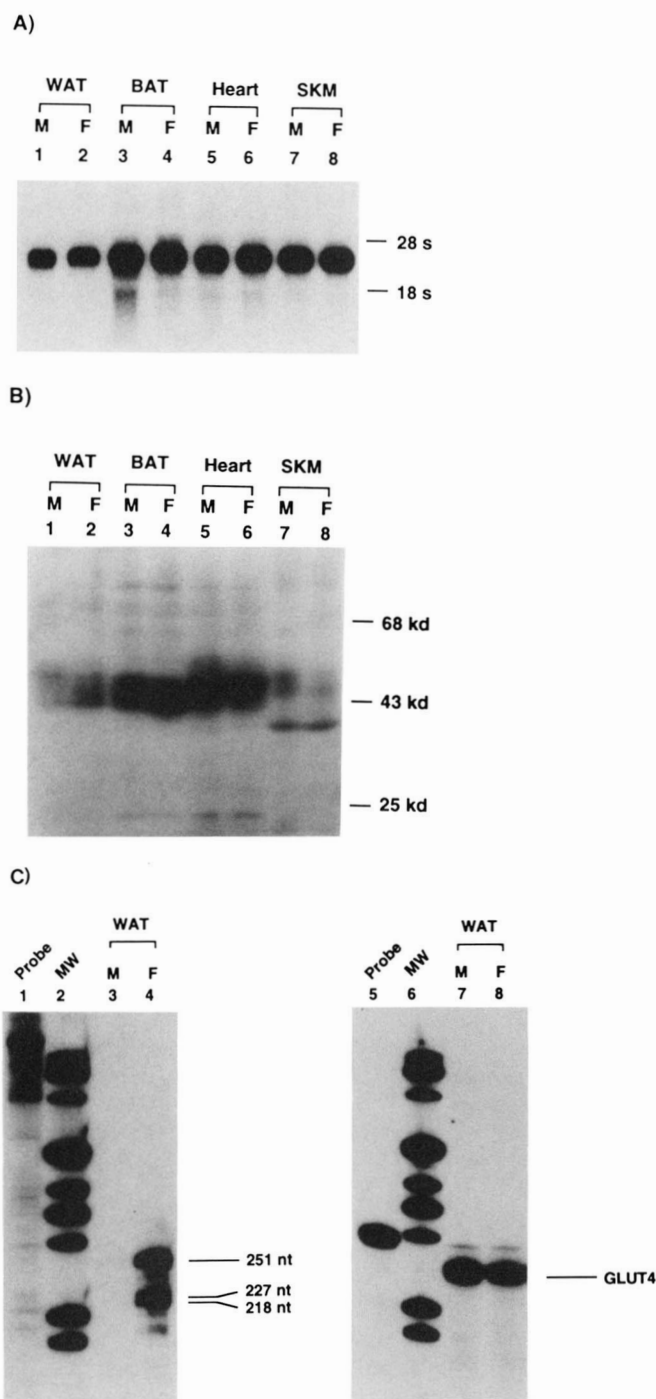 A)
WAT BAT Heart SKM
M F M F M F M F
1 2 3 4 5 6 7 8
28 s
18 s
B)
WAT BAT Heart SKM
M F M F M F M F
1 2 3 4 5 6 7 8
68 kd
43 kd
25 kd
C)
WAT
Probe MW M F
1 2 3 4
251 nt
227 nt
218 nt
WAT
Probe MW M F
5 6 7 8
GLUT4